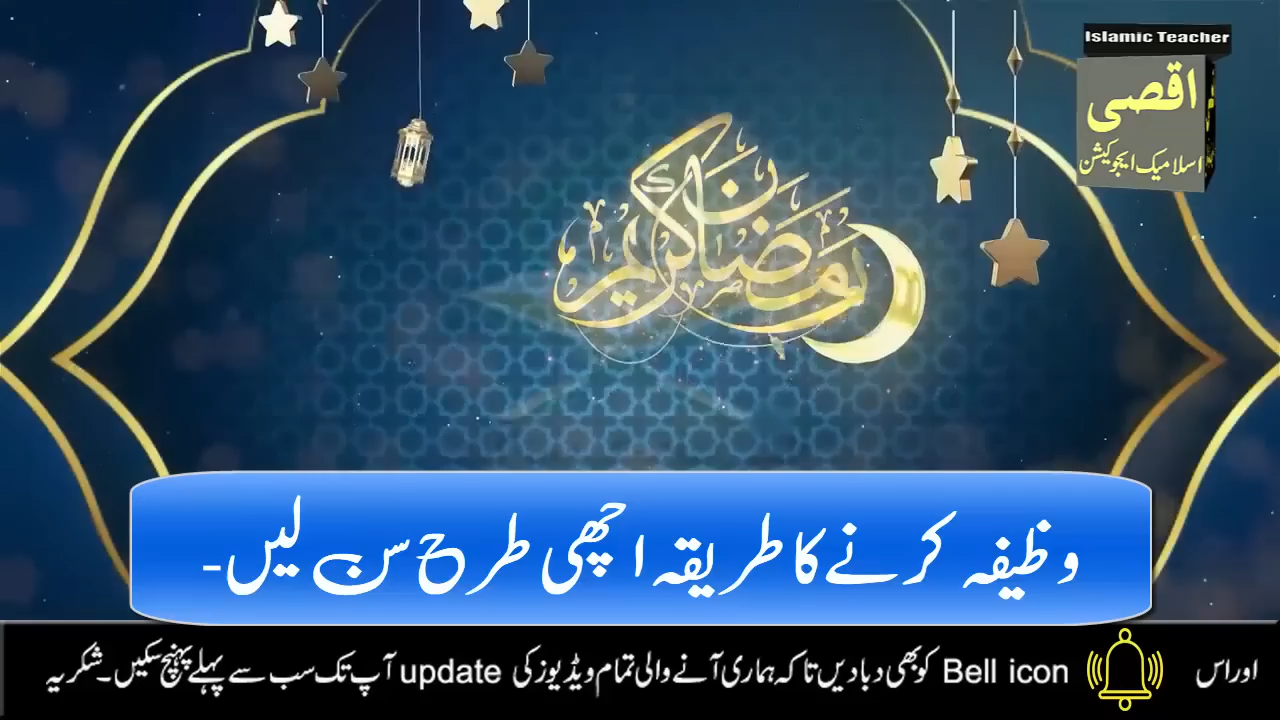 Islamic Teacher
اقصی
اسلامیک ایجوکیشن
رمضان كريم
وظیفہ کرنے کا طریقہ اچھی طرح سن لیں۔
اور اس Bell icon کو بھی دبا دیں تاکہ ہماری آنے والی تمام ویڈیوز کی update آپ تک سب سے پہلے پہنچ سکیں۔ شکریہ